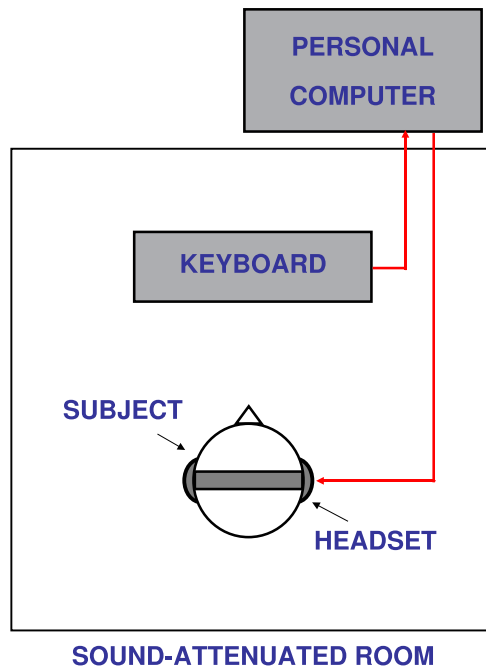 PERSONAL
COMPUTER
KEYBOARD
SUBJECT
HEADSET
SOUND-ATTENUATED ROOM